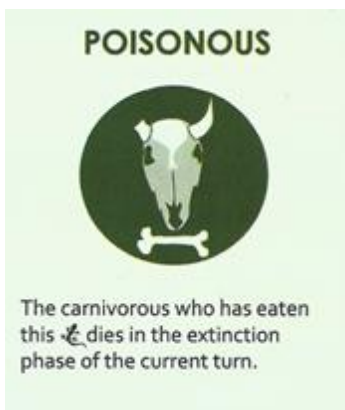 POISONOUS
The carnivorous who has eaten
this dies in the extinction
phase of the current turn.